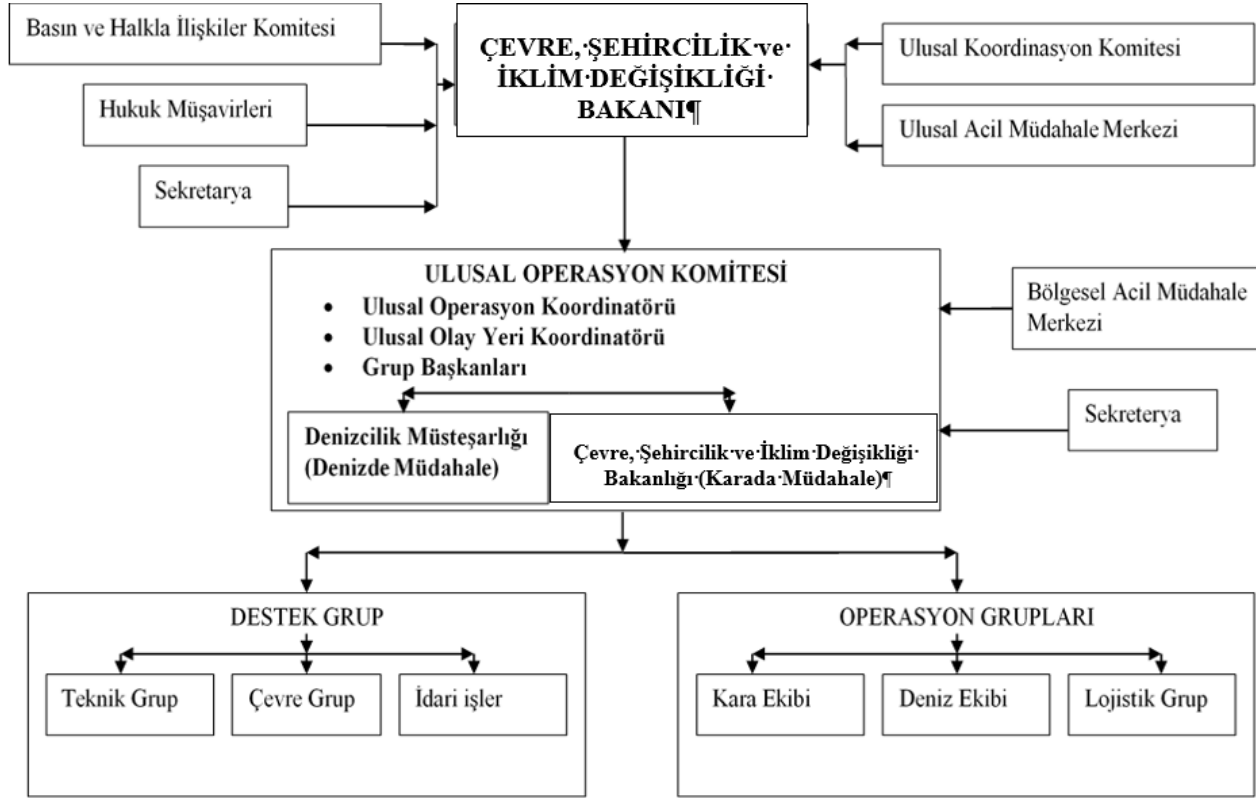 Basın ve Halkla İlişkiler Komitesi
Hukuk Müşavirleri
Sekretarya
ÇEVRE,·ŞEHİRCİLİK·ve·
İKLİM·DEĞİŞİKLİĞİ·
BAKANI¶
Ulusal Koordinasyon Komitesi
Ulusal Acil Müdahale Merkezi
ULUSAL OPERASYON KOMİTESİ
• Ulusal Operasyon Koordinatörü
• Ulusal Olay Yeri Koordinatörü
• Grup Başkanları
Denizcilik Müsteşarlığı
(Denizde Müdahale)
Çevre,·Şehircilik·ve·İklim·Değişikliği·
Bakanlığı·(Karada·Müdahale)¶
Bölgesel Acil Müdahale
Merkezi
Sekreterya
DESTEK GRUP
Teknik Grup
Çevre Grup
İdari işler
OPERASYON GRUPLARI
Kara Ekibi
Deniz Ekibi
Lojistik Grup